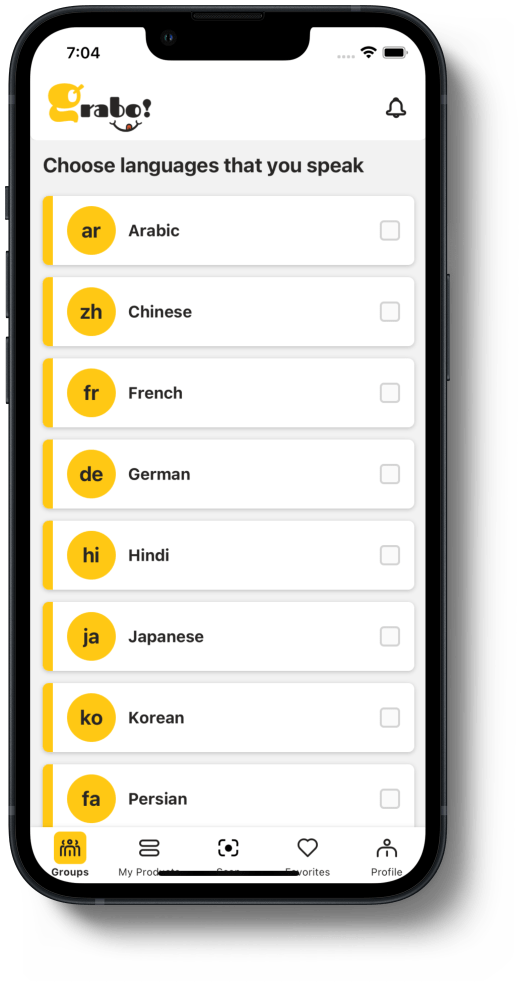 7:04
grabo!
Choose languages that you speak
ar Arabic
zh Chinese
fr French
de German
hi Hindi
ja Japanese
ko Korean
fa Persian
Groups My Products Scan Favorites Profile